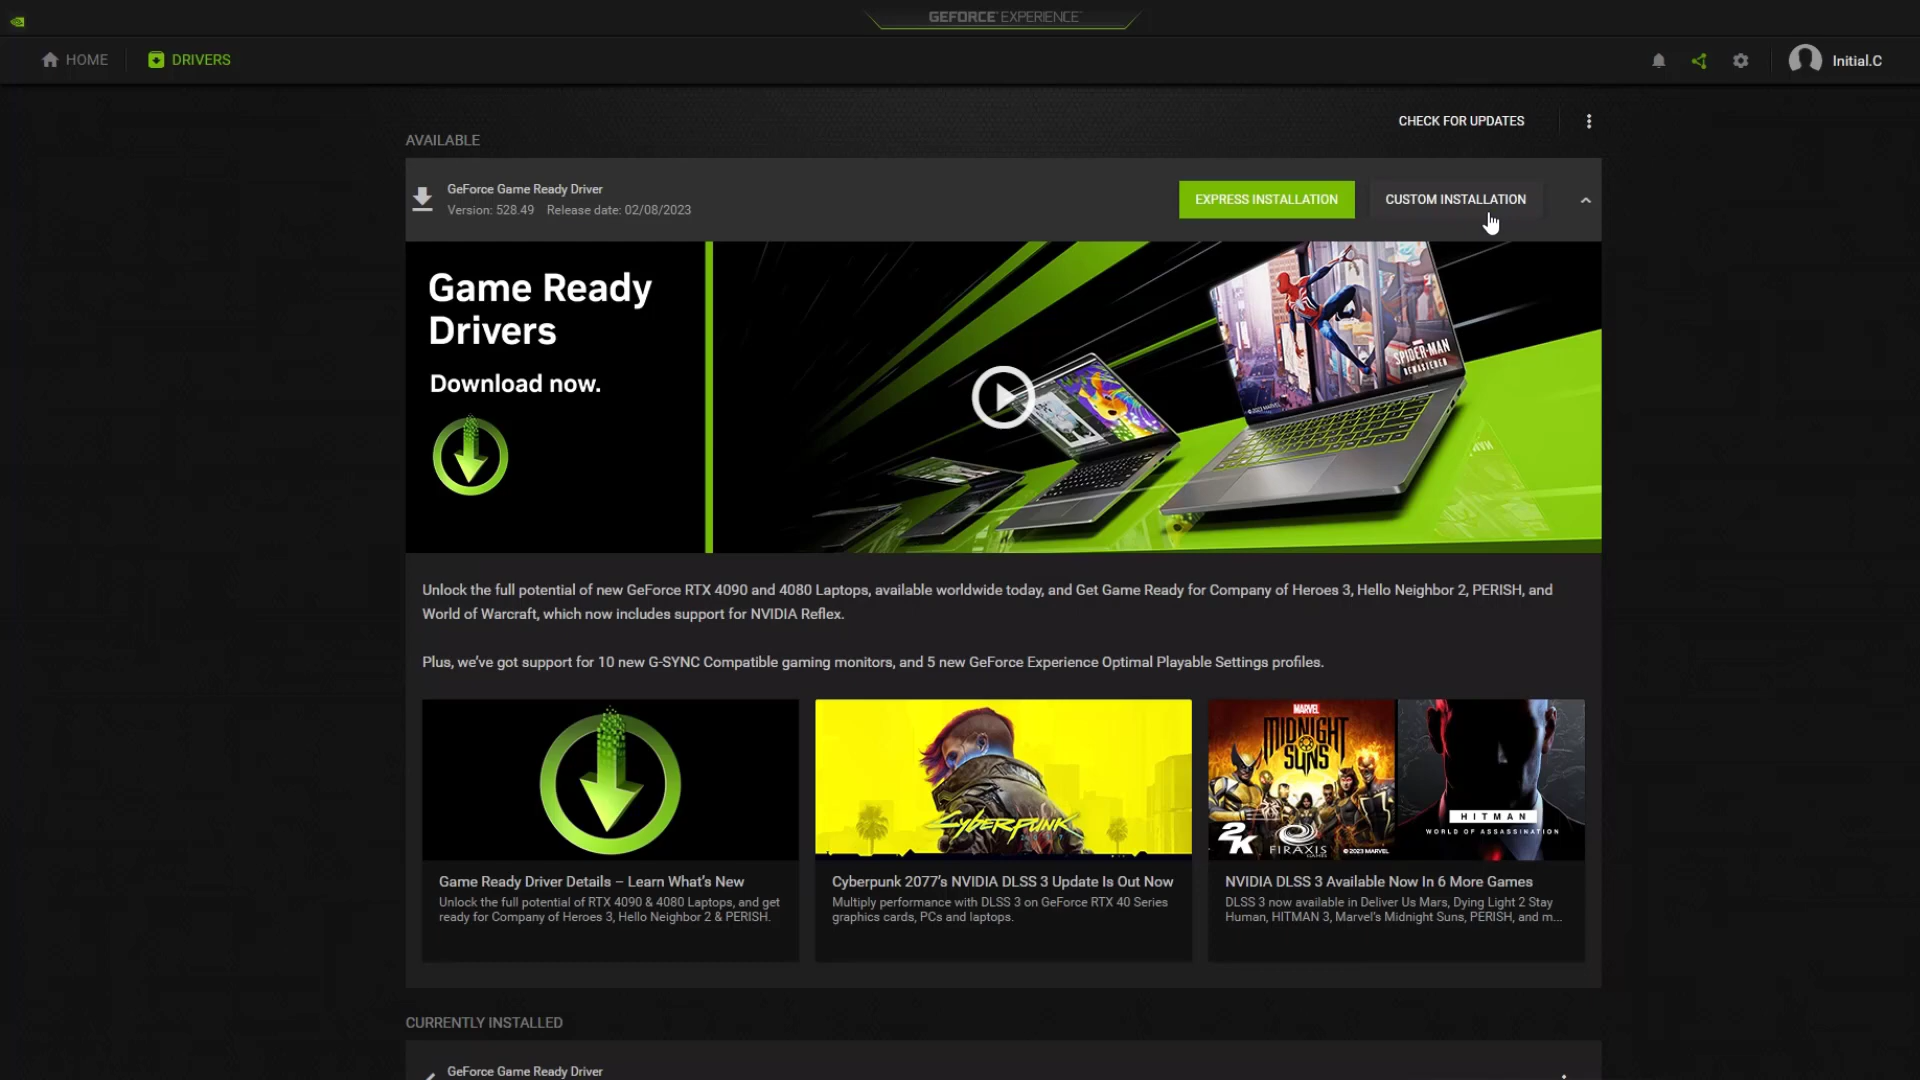 GEFORCE EXPERIENCE
HOME
DRIVERS
Initial.C
CHECK FOR UPDATES
AVAILABLE
GeForce Game Ready Driver
Version: 528.49 Release date: 02/08/2023
EXPRESS INSTALLATION
CUSTOM INSTALLATION
Game Ready
Drivers
Download now.
SPIDER-MAN
REMASTERED
Unlock the full potential of new GeForce RTX 4090 and 4080 Laptops, available worldwide today, and Get Game Ready for Company of Heroes 3, Hello Neighbor 2, PERISH, and
World of Warcraft, which now includes support for NVIDIA Reflex.
Plus, we've got support for 10 new G-SYNC Compatible gaming monitors, and 5 new GeForce Experience Optimal Playable Settings profiles.
CYBERPUNK
MARVEL
MIDNIGHT
SUNS
2K
FIRAXIS
GAMES
©2023 MARVEL
HITMAN
WORLD OF ASSASSINATION
Game Ready Driver Details – Learn What's New
Unlock the full potential of RTX 4090 & 4080 Laptops, and get
ready for Company of Heroes 3, Hello Neighbor 2 & PERISH.
Cyberpunk 2077's NVIDIA DLSS 3 Update Is Out Now
Multiply performance with DLSS 3 on GeForce RTX 40 Series
graphics cards, PCs and laptops.
NVIDIA DLSS 3 Available Now In 6 More Games
DLSS 3 now available in Deliver Us Mars, Dying Light 2 Stay
Human, HITMAN 3, Marvel's Midnight Suns, PERISH, and m...
CURRENTLY INSTALLED
GeForce Game Ready Driver